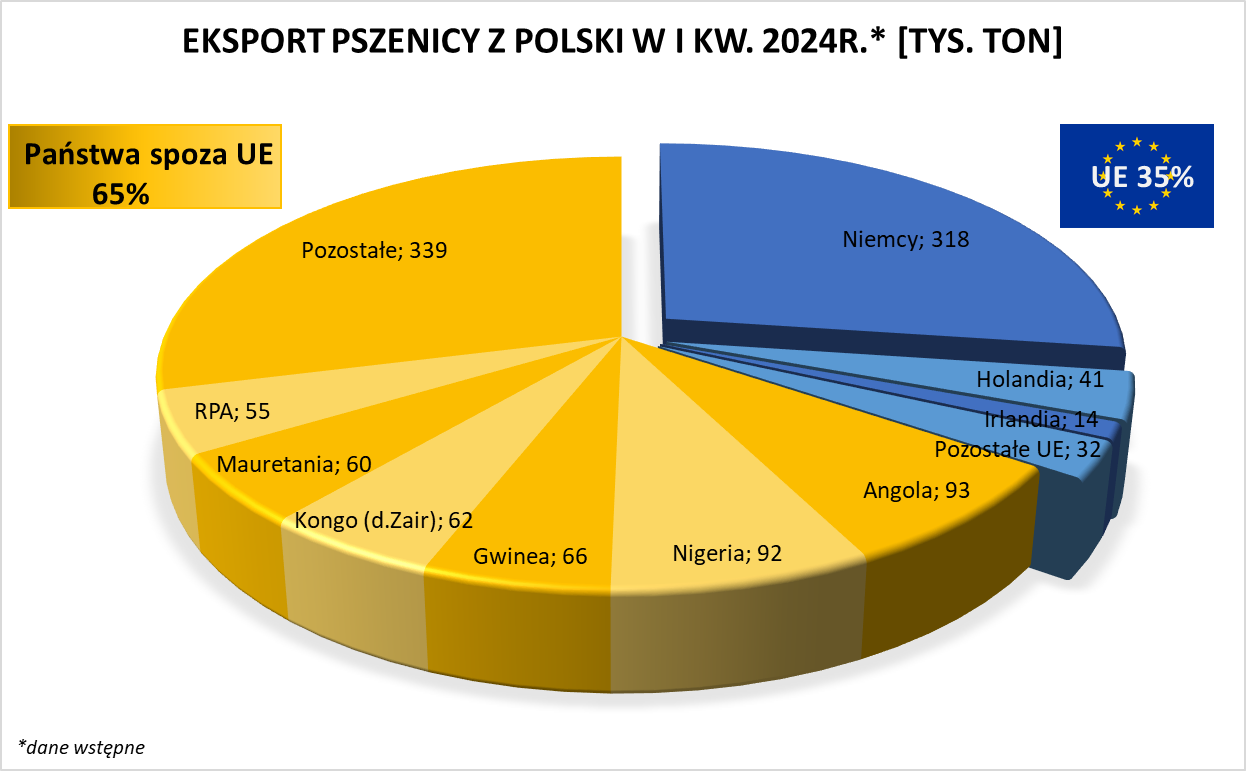 EKSPORT PSZENICY Z POLSKI W I KW. 2024R.* [TYS. TON]
Państwa spoza UE
65%
UE 35%
Niemcy; 318
Pozostałe; 339
Holandia; 41
RPA; 55
Irlandia; 14
Pozostałe UE; 32
Mauretania; 60
Angola; 93
Kongo (d.Zair); 62
Nigeria; 92
Gwinea; 66
*dane wstępne